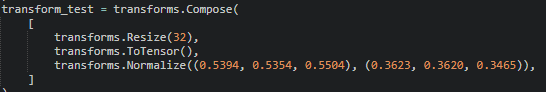 transform_test = transforms.Compose(
    [
        transforms.Resize(32),
        transforms.ToTensor(),
        transforms.Normalize((0.5394, 0.5354, 0.5504), (0.3623, 0.3620, 0.3465)),
    ]
)